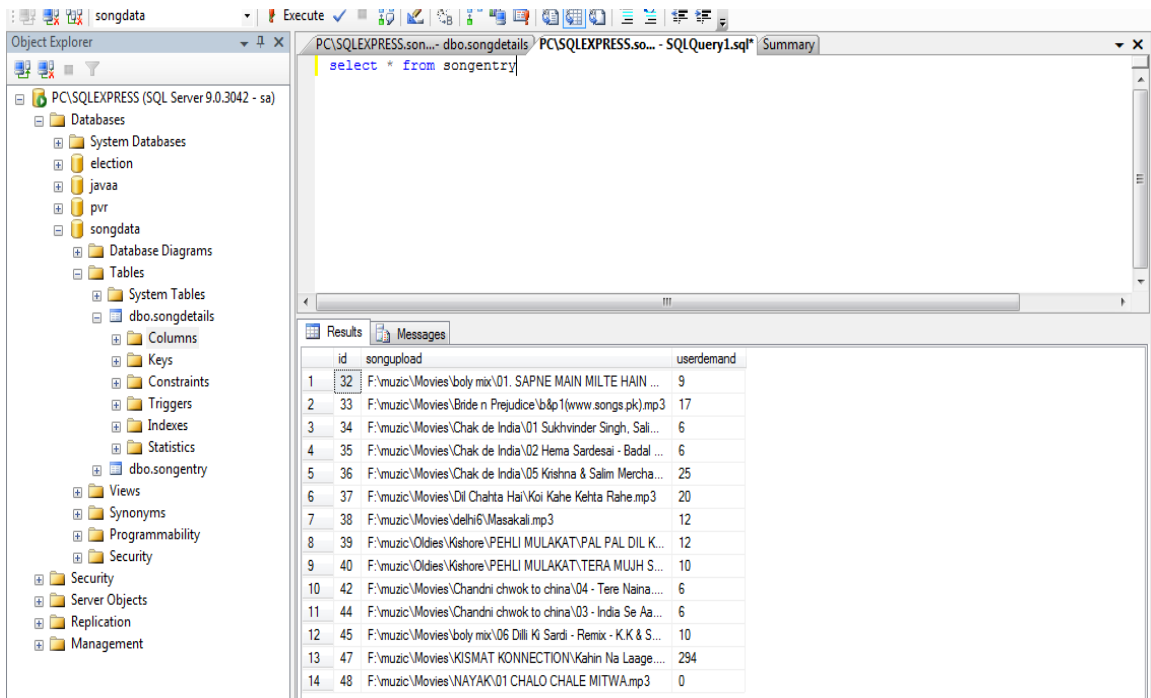 songdata
Execute
Object Explorer
PC\SQLEXPRESS (SQL Server 9.0.3042 - sa)
Databases
System Databases
election
javaa
pvr
songdata
Database Diagrams
Tables
System Tables
dbo.songdetails
Columns
Keys
Constraints
Triggers
Indexes
Statistics
dbo.songentry
Views
Synonyms
Programmability
Security
Security
Server Objects
Replication
Management
PC\SQLEXPRESS.son...- dbo.songdetails PC\SQLEXPRESS.so... - SQLQuery1.sql* Summary
select * from songentry
Results Messages
id songupload userdemand
1 32 F:\muzic\Movies\boly mix\01. SAPNE MAIN MILTE HAIN ... 9
2 33 F:\muzic\Movies\Bride n Prejudice\b&p1(www.songs.pk).mp3 17
3 34 F:\muzic\Movies\Chak de India\01 Sukhvinder Singh, Sali... 6
4 35 F:\muzic\Movies\Chak de India\02 Hema Sardesai - Badal ... 6
5 36 F:\muzic\Movies\Chak de India\05 Krishna & Salim Mercha... 25
6 37 F:\muzic\Movies\Dil Chahta Hai\Koi Kahe Kehta Rahe.mp3 20
7 38 F:\muzic\Movies\delhi6\Masakali.mp3 12
8 39 F:\muzic\Oldies\Kishore\PEHLI MULAKAT\PAL PAL DIL K... 12
9 40 F:\muzic\Oldies\Kishore\PEHLI MULAKAT\TERA MUJH S... 10
10 42 F:\muzic\Movies\Chandni chwok to china\04 - Tere Naina.... 6
11 44 F:\muzic\Movies\Chandni chwok to china\03 - India Se Aa... 6
12 45 F:\muzic\Movies\boly mix\06 Dilli Ki Sardi - Remix - K.K & S... 10
13 47 F:\muzic\Movies\KISMAT KONNECTION\Kahin Na Laage.... 294
14 48 F:\muzic\Movies\NAYAK\01 CHALO CHALE MITWA.mp3 0